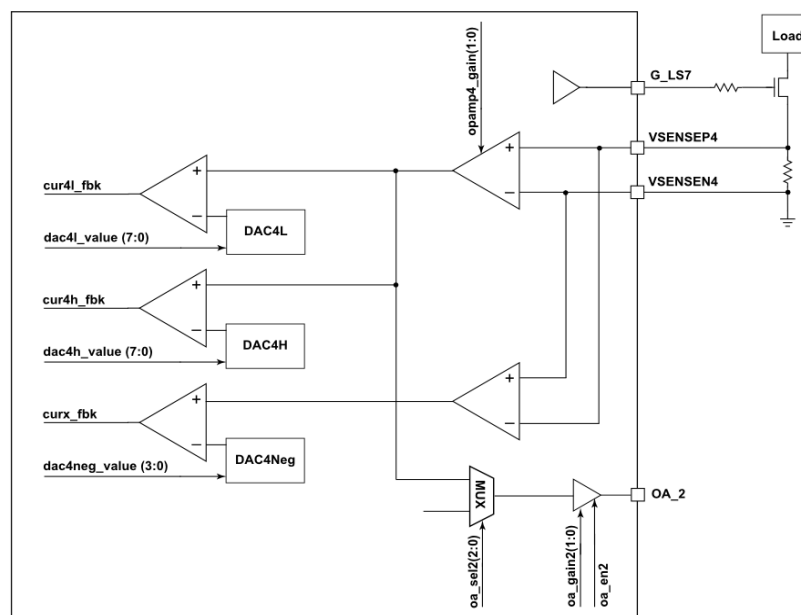 Load
opamp4_gain(1:0)
G_LS7
+
VSENSEP4
+
cur4l_fbk
−
VSENSEN4
−
DAC4L
dac4l_value (7:0)
+
cur4h_fbk
−
DAC4H
dac4h_value (7:0)
+
+
curx_fbk
−
−
DAC4Neg
dac4neg_value (3:0)
MUX
OA_2
oa_sel2(2:0)
oa_gain2(1:0)
oa_en2